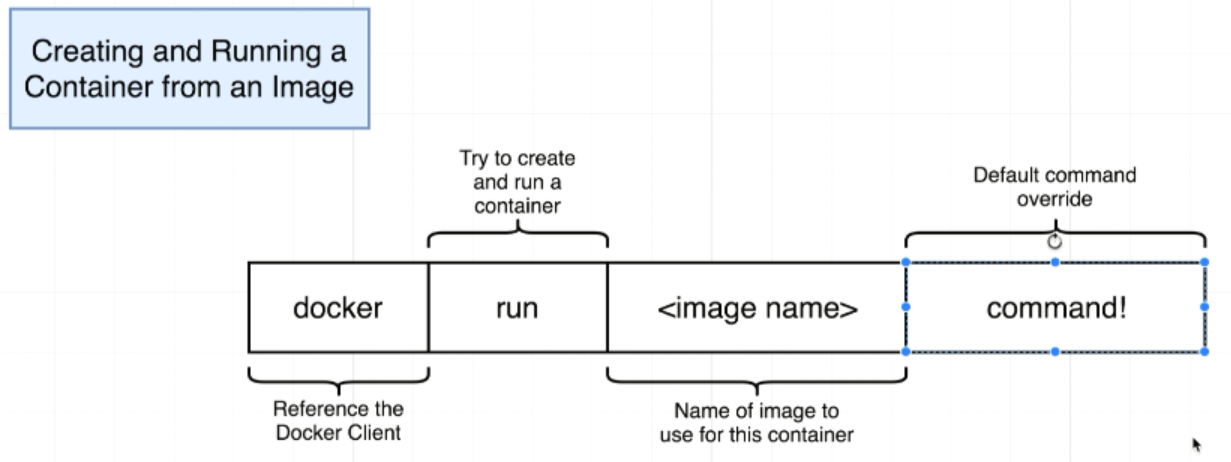 Creating and Running a
Container from an Image
Try to create
and run a
container
Default command
override
docker
run
<image name>
command!
Reference the
Docker Client
Name of image to
use for this container